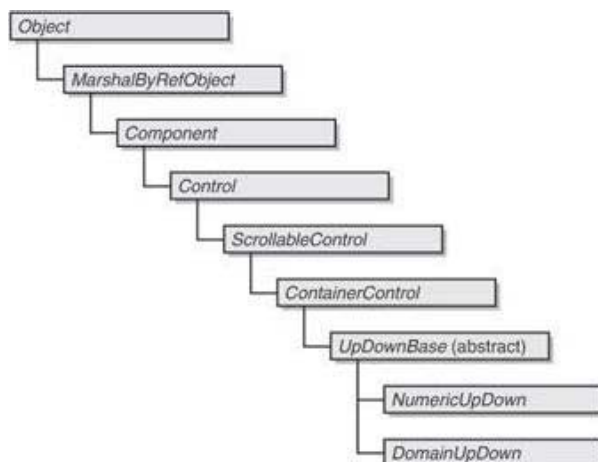 Object
MarshalByRefObject
Component
Control
ScrollableControl
ContainerControl
UpDownBase (abstract)
NumericUpDown
DomainUpDown